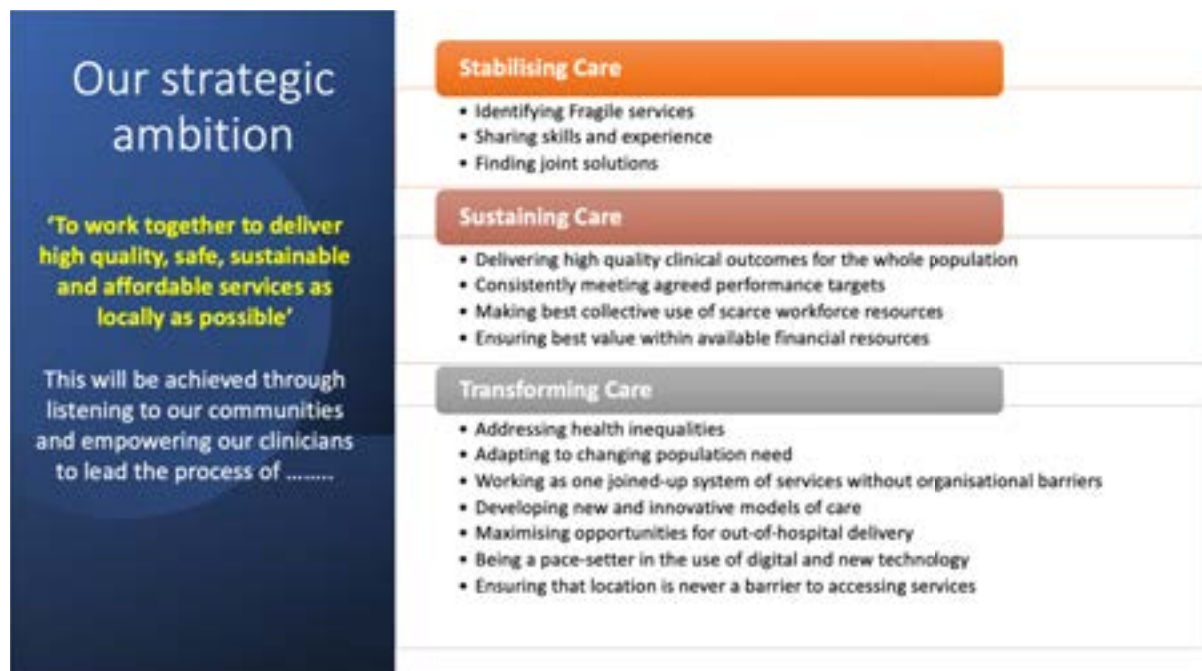 Our strategic
ambition
‘To work together to deliver
high quality, safe, sustainable
and affordable services as
locally as possible’
This will be achieved through
listening to our communities
and empowering our clinicians
to lead the process of ........
Stabilising Care
• Identifying Fragile services
• Sharing skills and experience
• Finding joint solutions
Sustaining Care
• Delivering high quality clinical outcomes for the whole population
• Consistently meeting agreed performance targets
• Making best collective use of scarce workforce resources
• Ensuring best value within available financial resources
Transforming Care
• Addressing health inequalities
• Adapting to changing population need
• Working as one joined-up system of services without organisational barriers
• Developing new and innovative models of care
• Maximising opportunities for out-of-hospital delivery
• Being a pace-setter in the use of digital and new technology
• Ensuring that location is never a barrier to accessing services